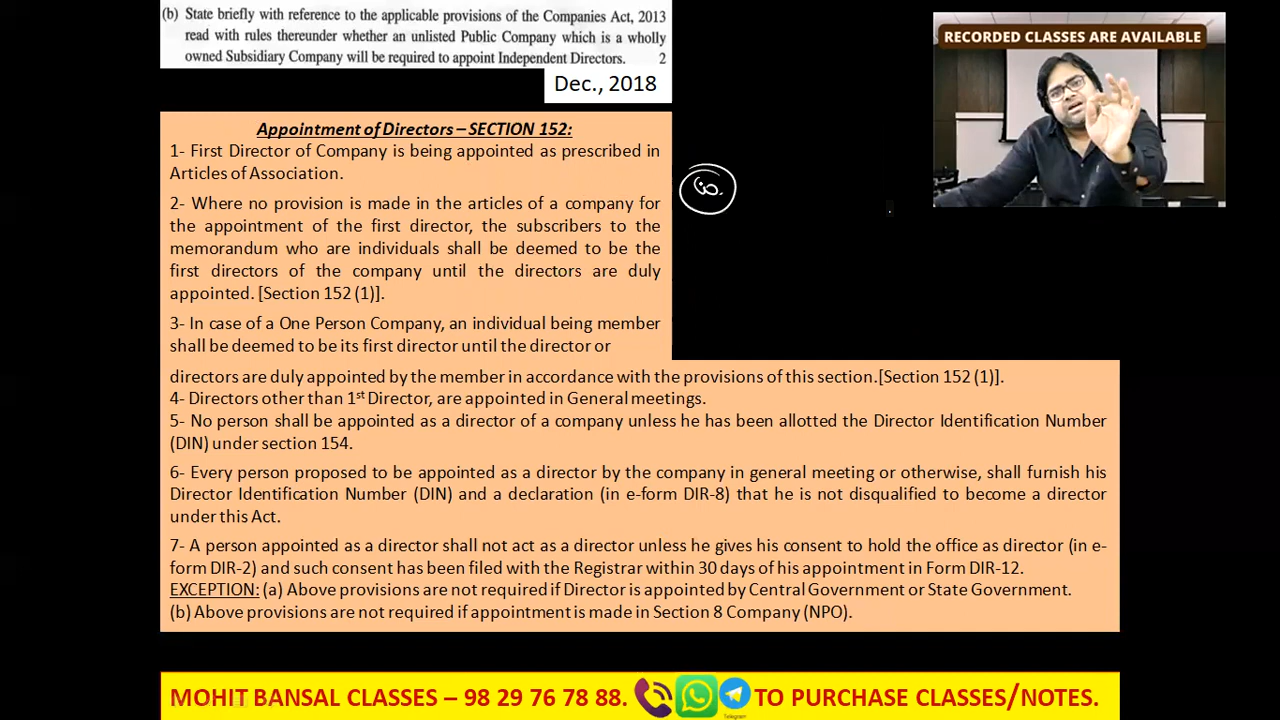 (b) State briefly with reference to the applicable provisions of the Companies Act, 2013
read with rules thereunder whether an unlisted Public Company which is a wholly
owned Subsidiary Company will be required to appoint Independent Directors. 2
Dec., 2018
RECORDED CLASSES ARE AVAILABLE
Appointment of Directors – SECTION 152:
1- First Director of Company is being appointed as prescribed in
Articles of Association.
2- Where no provision is made in the articles of a company for
the appointment of the first director, the subscribers to the
memorandum who are individuals shall be deemed to be the
first directors of the company until the directors are duly
appointed. [Section 152 (1)].
3- In case of a One Person Company, an individual being member
shall be deemed to be its first director until the director or
directors are duly appointed by the member in accordance with the provisions of this section.[Section 152 (1)].
4- Directors other than 1st Director, are appointed in General meetings.
5- No person shall be appointed as a director of a company unless he has been allotted the Director Identification Number
(DIN) under section 154.
6- Every person proposed to be appointed as a director by the company in general meeting or otherwise, shall furnish his
Director Identification Number (DIN) and a declaration (in e-form DIR-8) that he is not disqualified to become a director
under this Act.
7- A person appointed as a director shall not act as a director unless he gives his consent to hold the office as director (in e-
form DIR-2) and such consent has been filed with the Registrar within 30 days of his appointment in Form DIR-12.
EXCEPTION: (a) Above provisions are not required if Director is appointed by Central Government or State Government.
(b) Above provisions are not required if appointment is made in Section 8 Company (NPO).
MOHIT BANSAL CLASSES – 98 29 76 78 88. TO PURCHASE CLASSES/NOTES.
Telegram